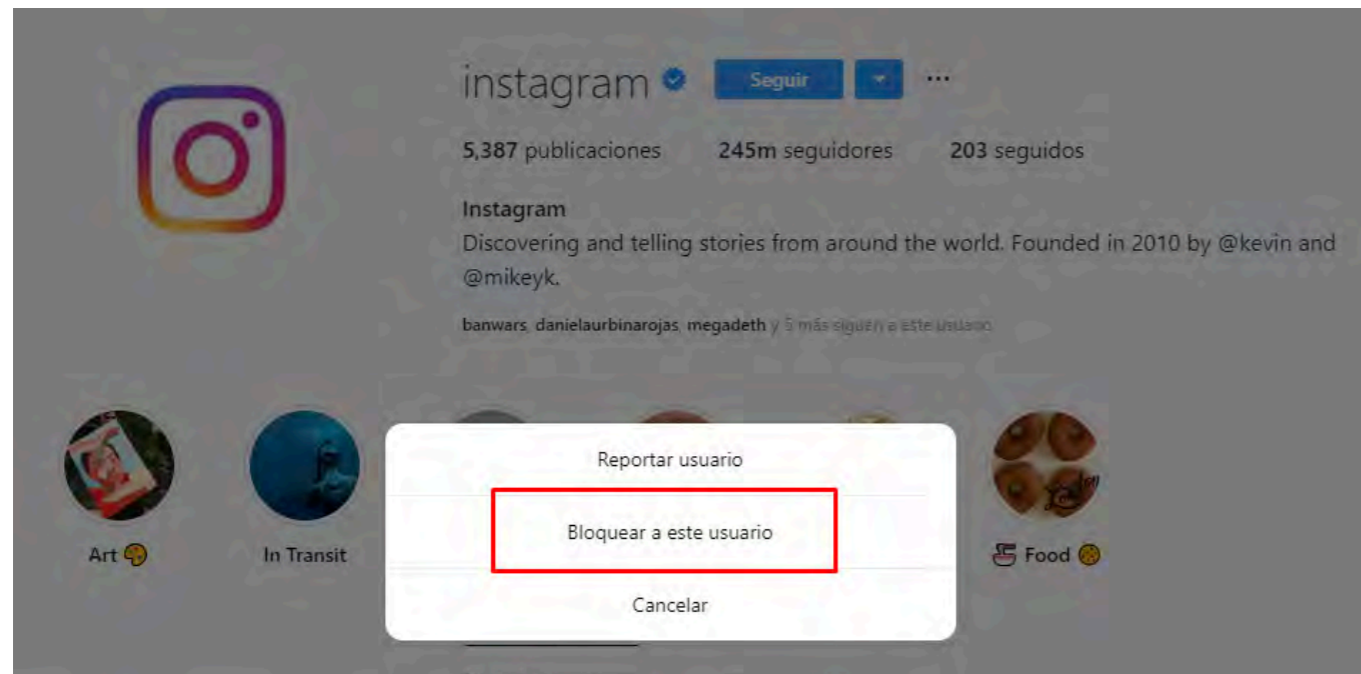 instagram Seguir ...
5,387 publicaciones 245m seguidores 203 seguidos
Instagram
Discovering and telling stories from around the world. Founded in 2010 by @kevin and
@mikeyk.
banwars, danielaurbinarojas, megadeth y 5 más siguen a este usuario
Reportar usuario
Bloquear a este usuario
Cancelar
Art
In Transit
Food